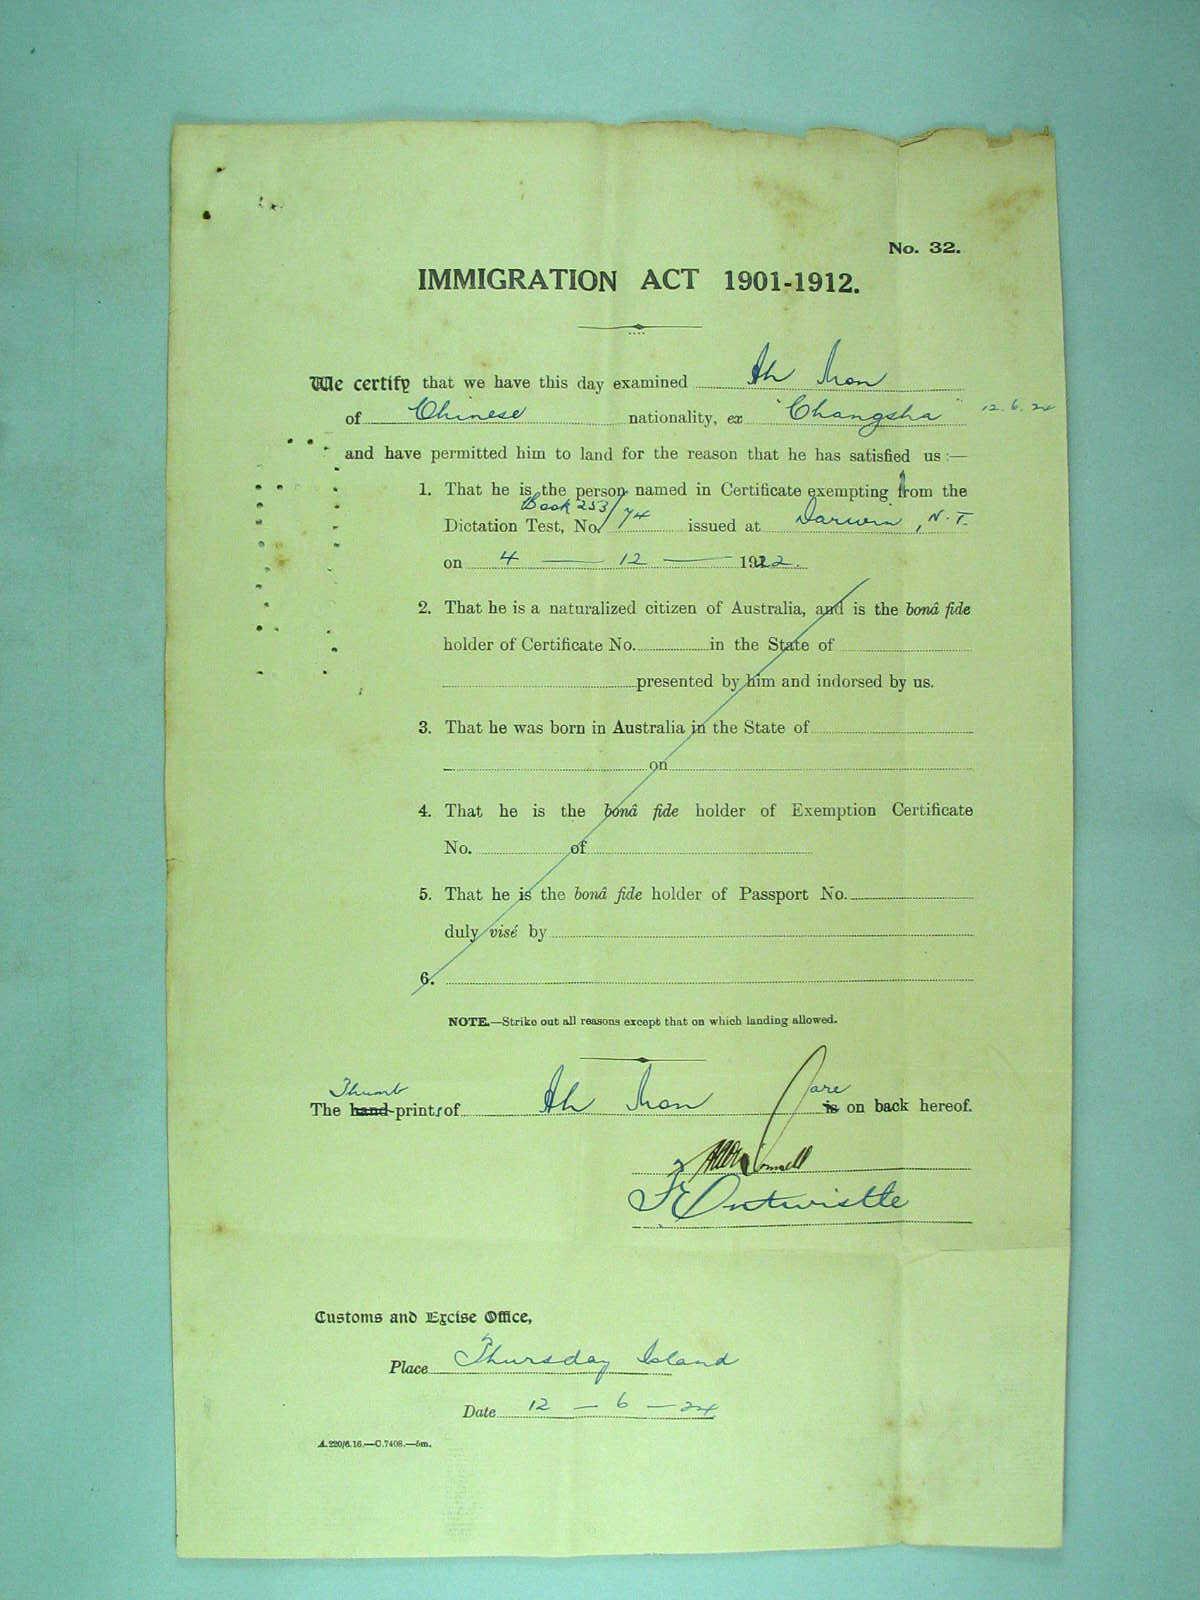 No. 32.
IMMIGRATION ACT 1901-1912.
We certify that we have this day examined Ah Mon
of Chinese nationality, ex "Changsha" 12.6.24
and have permitted him to land for the reason that he has satisfied us :—
1. That he is the person named in Certificate exempting from the
Book 253/74
Dictation Test, No. issued at Darwin, N.T.
on 4 — 12 — 1922.
2. That he is a naturalized citizen of Australia, and is the bonâ fide
holder of Certificate No. in the State of
presented by him and indorsed by us.
3. That he was born in Australia in the State of
on
4. That he is the bonâ fide holder of Exemption Certificate
No. of
5. That he is the bonâ fide holder of Passport No.
duly visé by
6.
NOTE.—Strike out all reasons except that on which landing allowed.
Thumb are
The hand-prints of Ah Mon is on back hereof.
F Entwistle
Customs and Excise Office,
Place Thursday Island
Date 12 — 6 — 24
A.220/6.16.—C.7408.—5m.